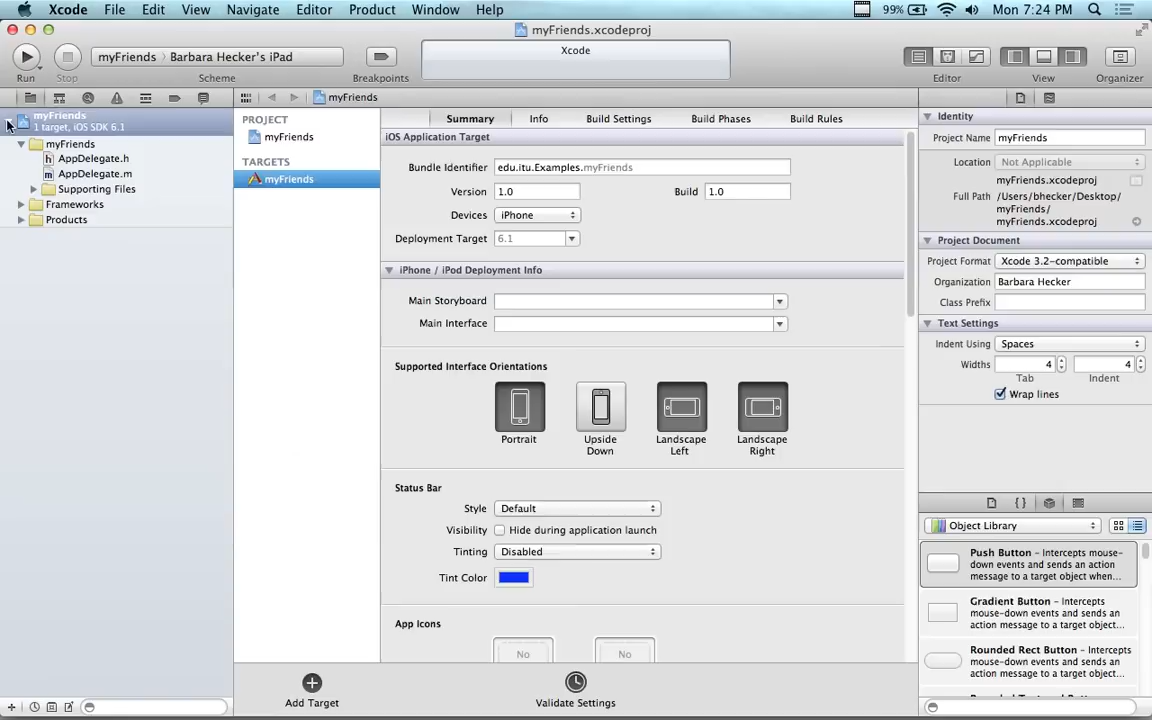 Xcode File Edit View Navigate Editor Product Window Help 99% Mon 7:24 PM
myFriends.xcodeproj
myFriends Barbara Hecker's iPad
Xcode
Run Stop Scheme Breakpoints Editor View Organizer
myFriends
1 target, iOS SDK 6.1
myFriends
AppDelegate.h
AppDelegate.m
Supporting Files
Frameworks
Products
myFriends
PROJECT
myFriends
TARGETS
myFriends
Summary Info Build Settings Build Phases Build Rules
iOS Application Target
Bundle Identifier edu.itu.Examples.myFriends
Version 1.0 Build 1.0
Devices iPhone
Deployment Target 6.1
iPhone / iPod Deployment Info
Main Storyboard
Main Interface
Supported Interface Orientations
Portrait
Upside
Down
Landscape
Left
Landscape
Right
Status Bar
Style Default
Visibility Hide during application launch
Tinting Disabled
Tint Color
App Icons
No No
Add Target Validate Settings
Identity
Project Name myFriends
Location Not Applicable
myFriends.xcodeproj
Full Path /Users/bhecker/Desktop/
myFriends/
myFriends.xcodeproj
Project Document
Project Format Xcode 3.2-compatible
Organization Barbara Hecker
Class Prefix
Text Settings
Indent Using Spaces
Widths 4 4
Tab Indent
Wrap lines
{}
Object Library
Push Button - Intercepts mouse-
down events and sends an action
message to a target object when...
Gradient Button - Intercepts
mouse-down events and sends an
action message to a target object...
Rounded Rect Button - Intercepts
mouse-down events and sends an
action message to a target object...